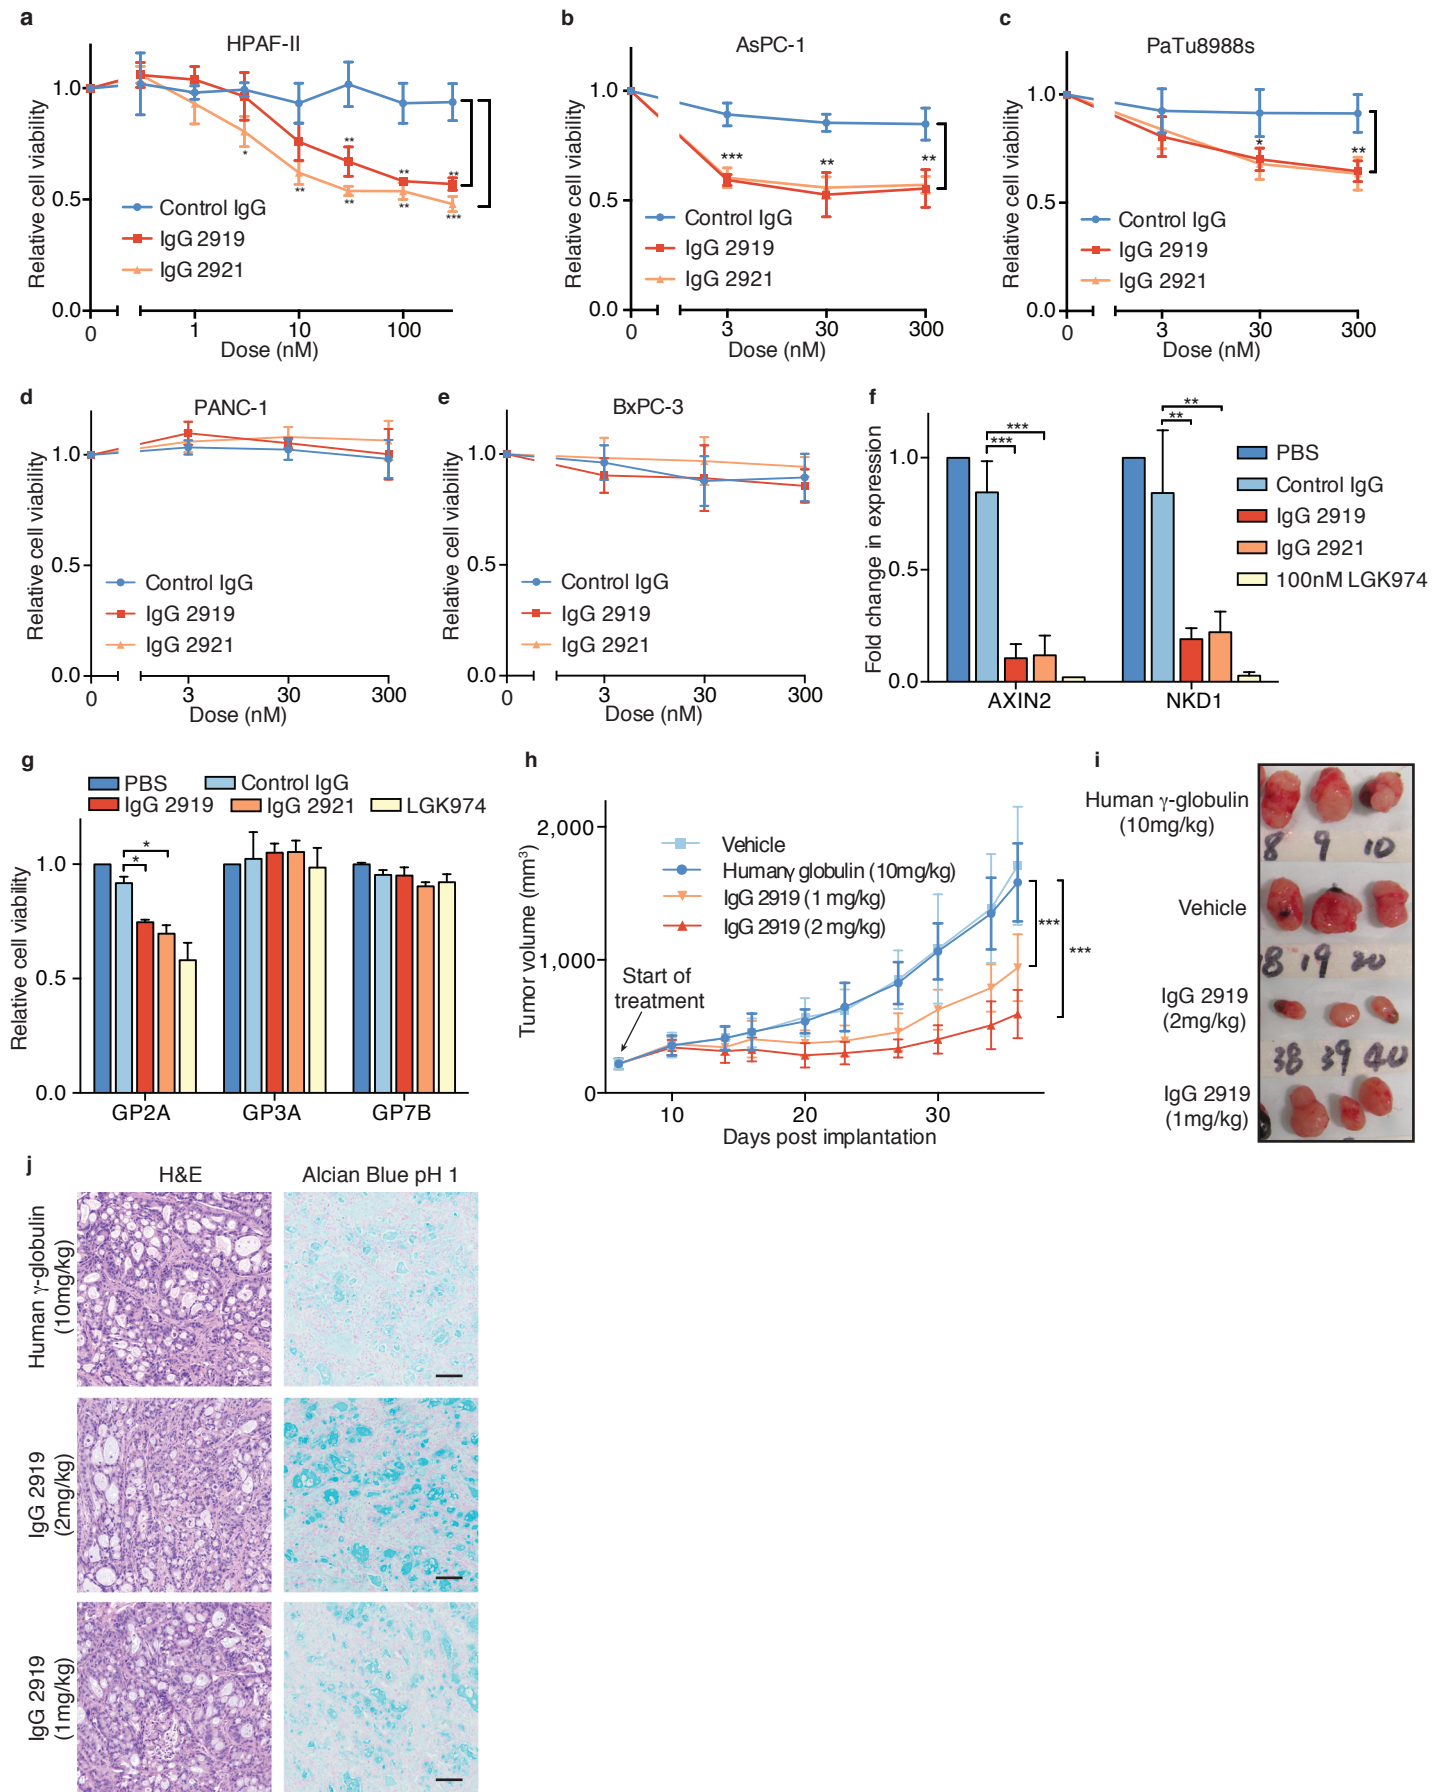 a
HPAF-II
Relative cell viability
1.0
0.5
0.0
** ** **
* ** ** ** ***
Control IgG
IgG 2919
IgG 2921
0 1 10 100
Dose (nM)
b
AsPC-1
Relative cell viability
1.0
0.5
0.0
*** ** **
Control IgG
IgG 2919
IgG 2921
0 3 30 300
Dose (nM)
c
PaTu8988s
Relative cell viability
1.0
0.5
0.0
* **
Control IgG
IgG 2919
IgG 2921
0 3 30 300
Dose (nM)
d
PANC-1
Relative cell viability
1.0
0.5
0.0
Control IgG
IgG 2919
IgG 2921
0 3 30 300
Dose (nM)
e
BxPC-3
Relative cell viability
1.0
0.5
0.0
Control IgG
IgG 2919
IgG 2921
0 3 30 300
Dose (nM)
f
Fold change in expression
1.0
0.5
0.0
***
***
**
**
AXIN2 NKD1
PBS
Control IgG
IgG 2919
IgG 2921
100nM LGK974
g
PBS Control IgG
IgG 2919 IgG 2921 LGK974
Relative cell viability
1.0
0.5
0.0
*
*
GP2A GP3A GP7B
h
Tumor volume (mm³)
2,000
1,000
0
Vehicle
Humanγ globulin (10mg/kg)
IgG 2919 (1 mg/kg)
IgG 2919 (2 mg/kg)
Start of
treatment
***
***
10 20 30
Days post implantation
i
Human γ-globulin
(10mg/kg)
8 9 10
Vehicle
18 19 20
IgG 2919
(2mg/kg)
38 39 40
IgG 2919
(1mg/kg)
j
H&E Alcian Blue pH 1
Human γ-globulin
(10mg/kg)
IgG 2919
(2mg/kg)
IgG 2919
(1mg/kg)